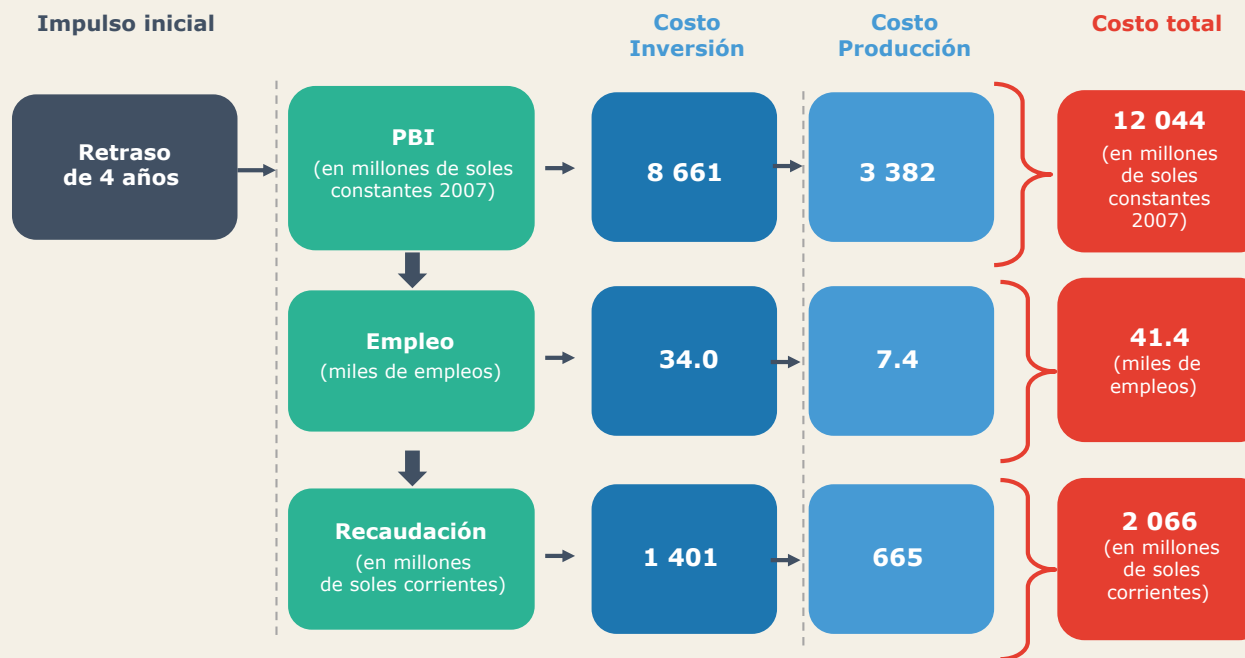 Impulso inicial
Costo
Inversión
Costo
Producción
Costo total
Retraso
de 4 años
PBI
(en millones de soles
constantes 2007)
8 661
3 382
12 044
(en millones
de soles
constantes
2007)
Empleo
(miles de empleos)
34.0
7.4
41.4
(miles de
empleos)
Recaudación
(en millones
de soles corrientes)
1 401
665
2 066
(en millones
de soles
corrientes)